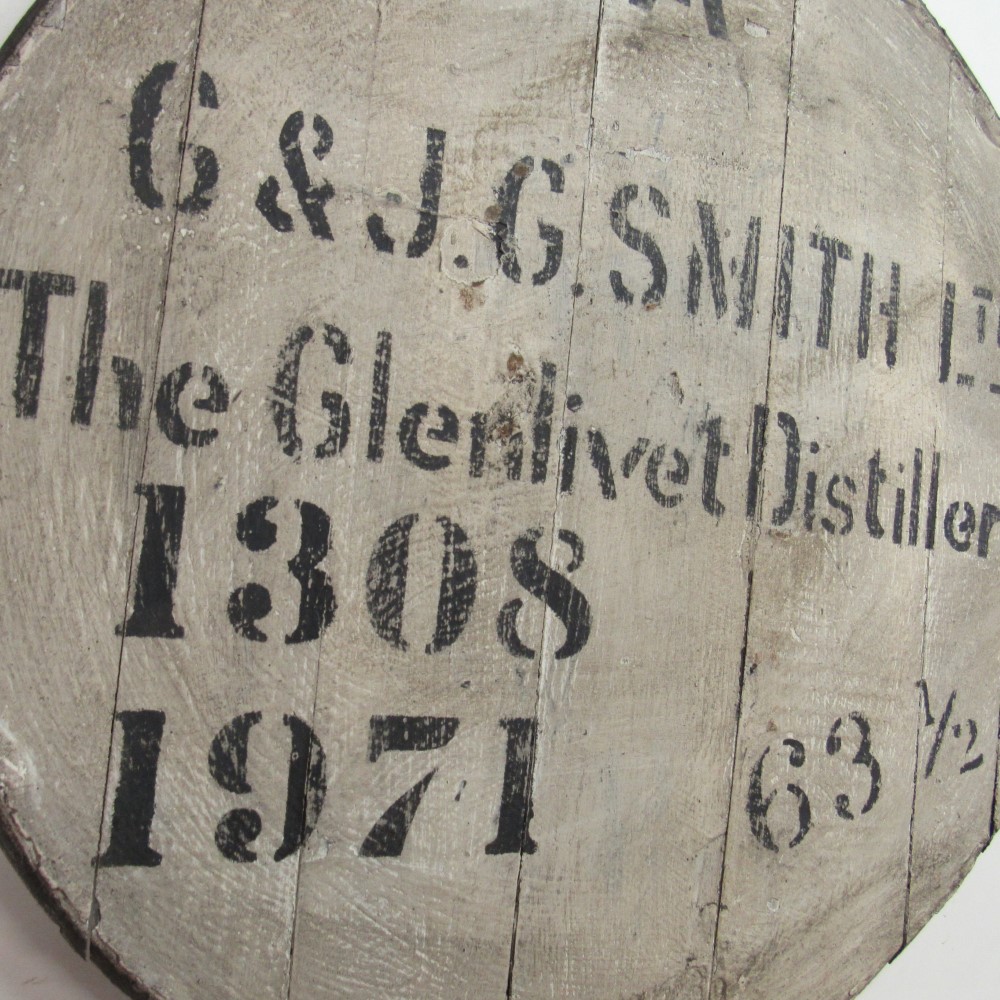 G & J.G. SMITH LTD
The Glenlivet Distiller
1308
1971 63 1/2